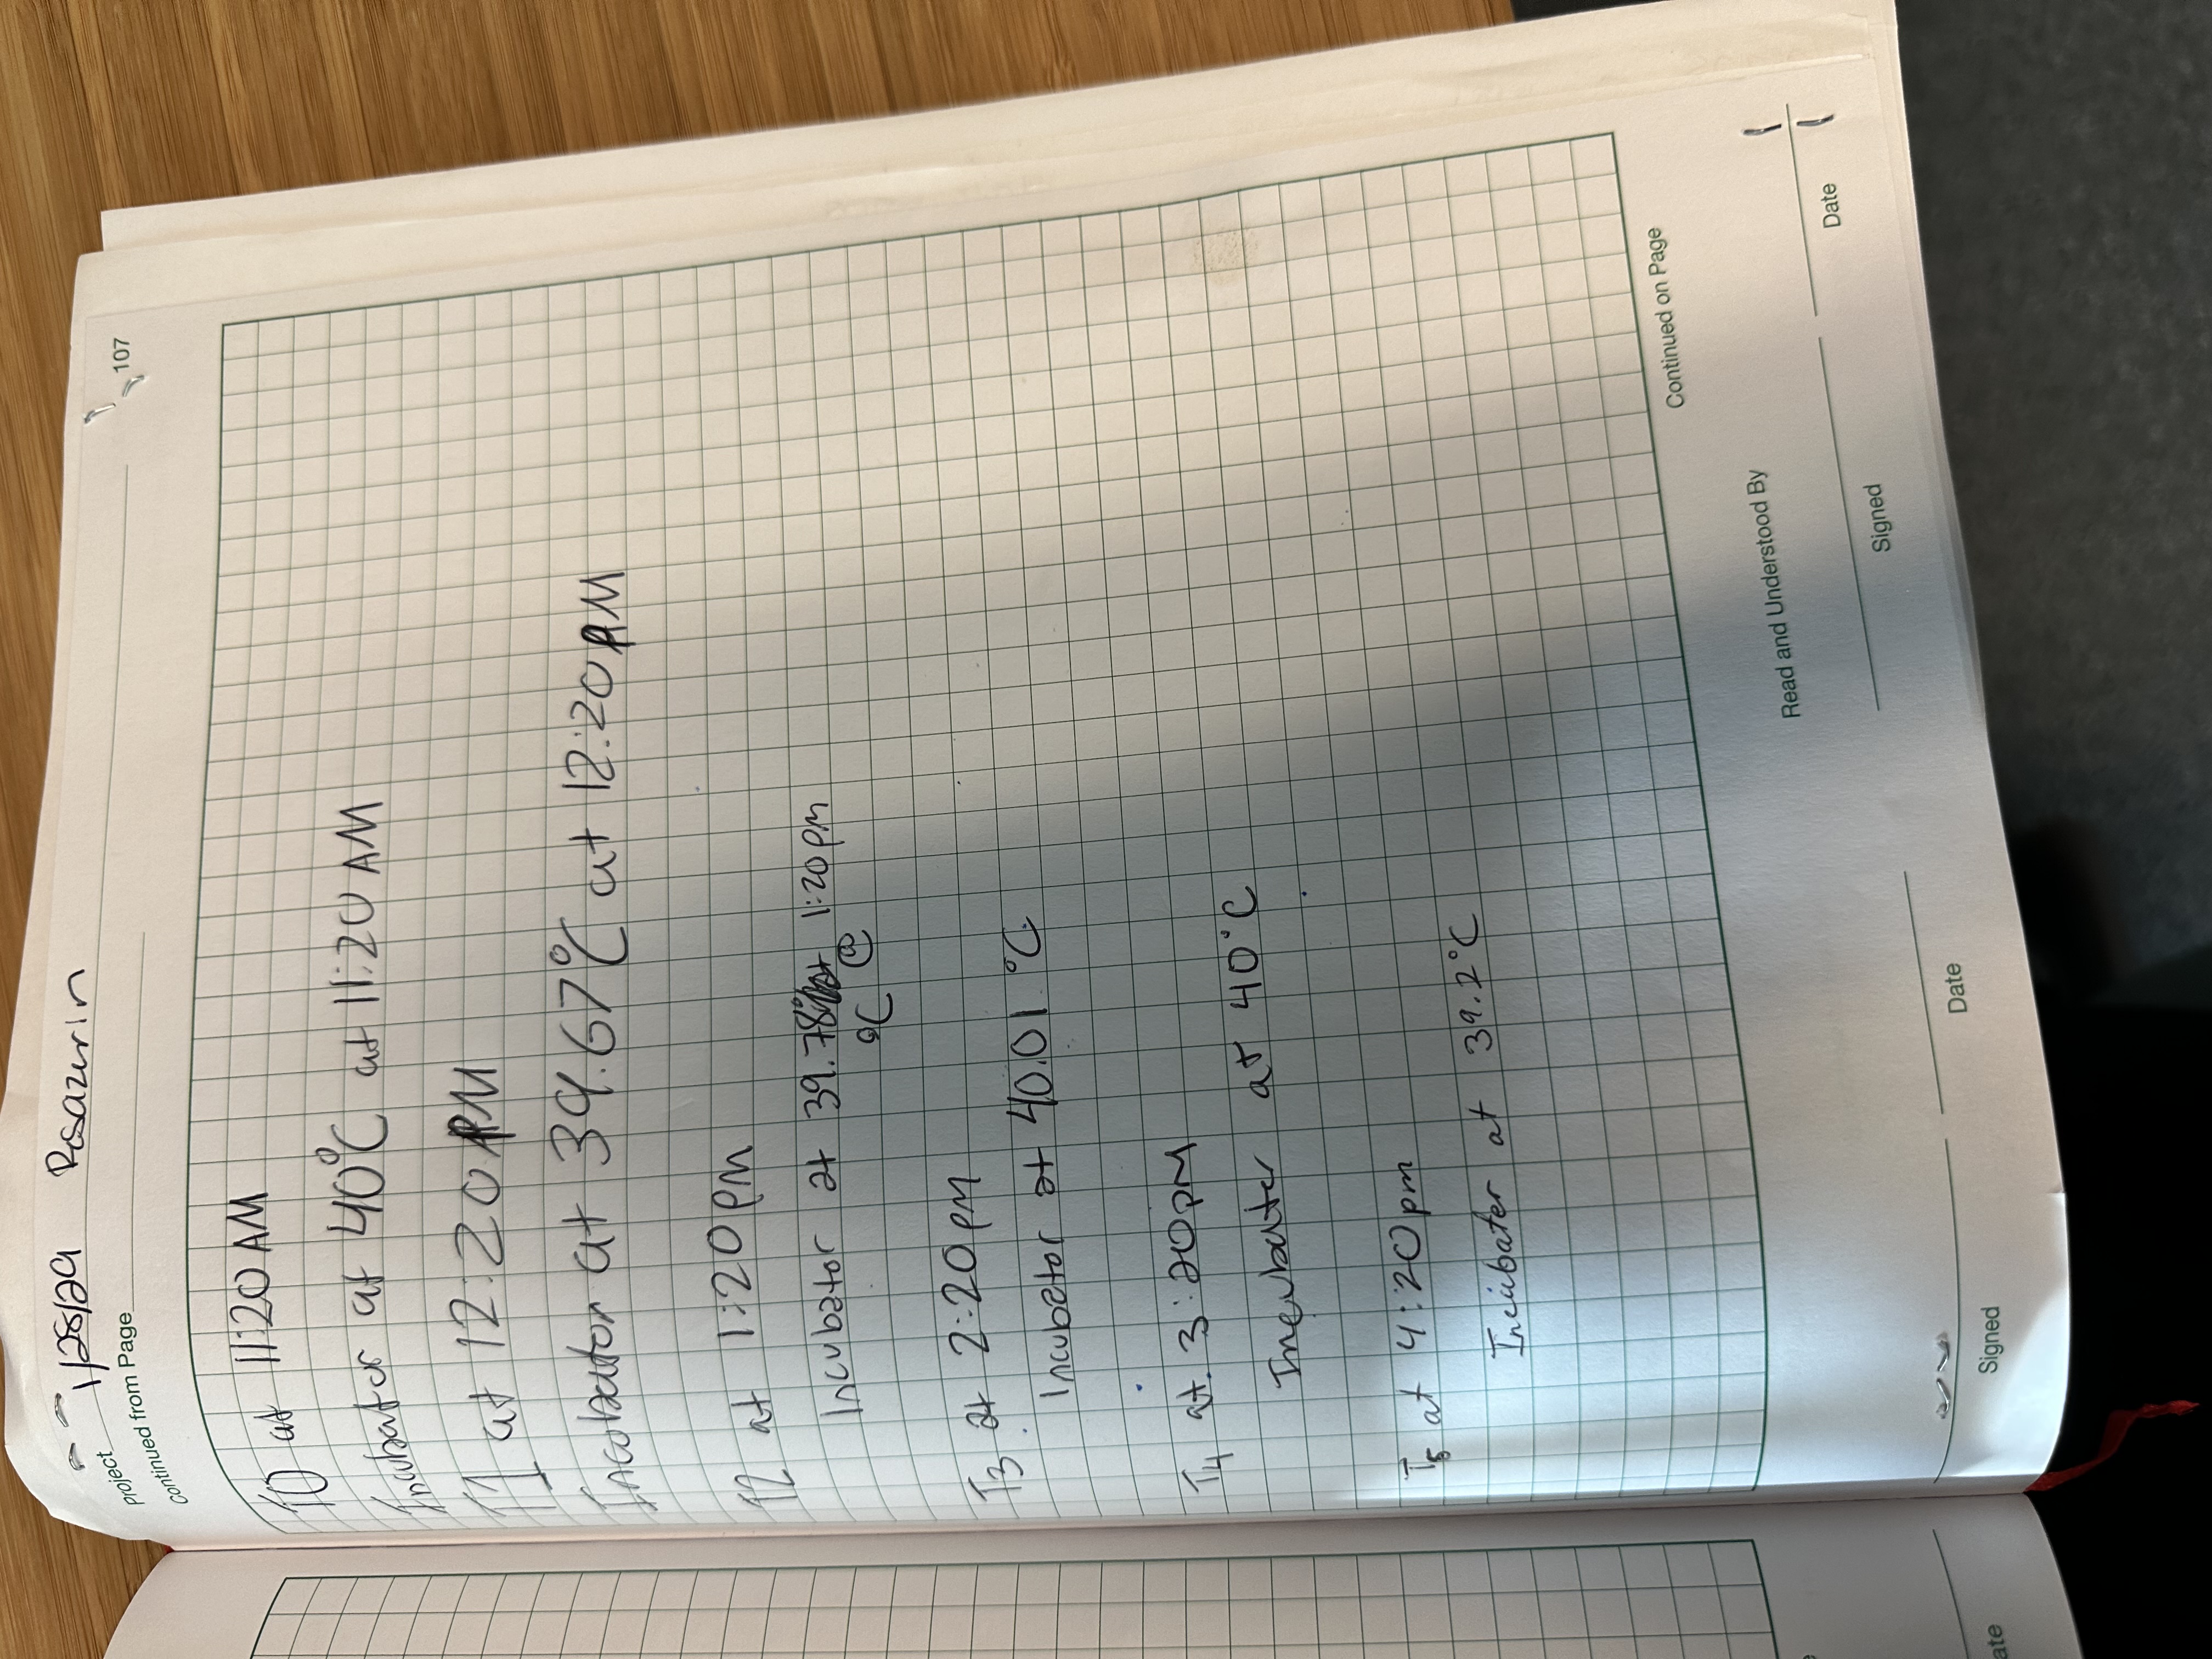 Project 1/28/29 Resazurin
107
Continued from Page
T0 at 11:20 AM
Incubator at 40°C at 11:20 AM
T1 at 12:20 PM
Incobator at 39.67°C at 12:20 PM
T2 at 1:20 pm
Incubator at 39.78 1:20 pm
°C @
T3 at 2:20 pm
Incubator at 40.01 °C
T4 at 3:20 pm
Incubater at 40°C
T5 at 4:20 pm
Incubater at 39.2°C
Continued on Page
Read and Understood By
Signed
Date
Signed
Date
ate